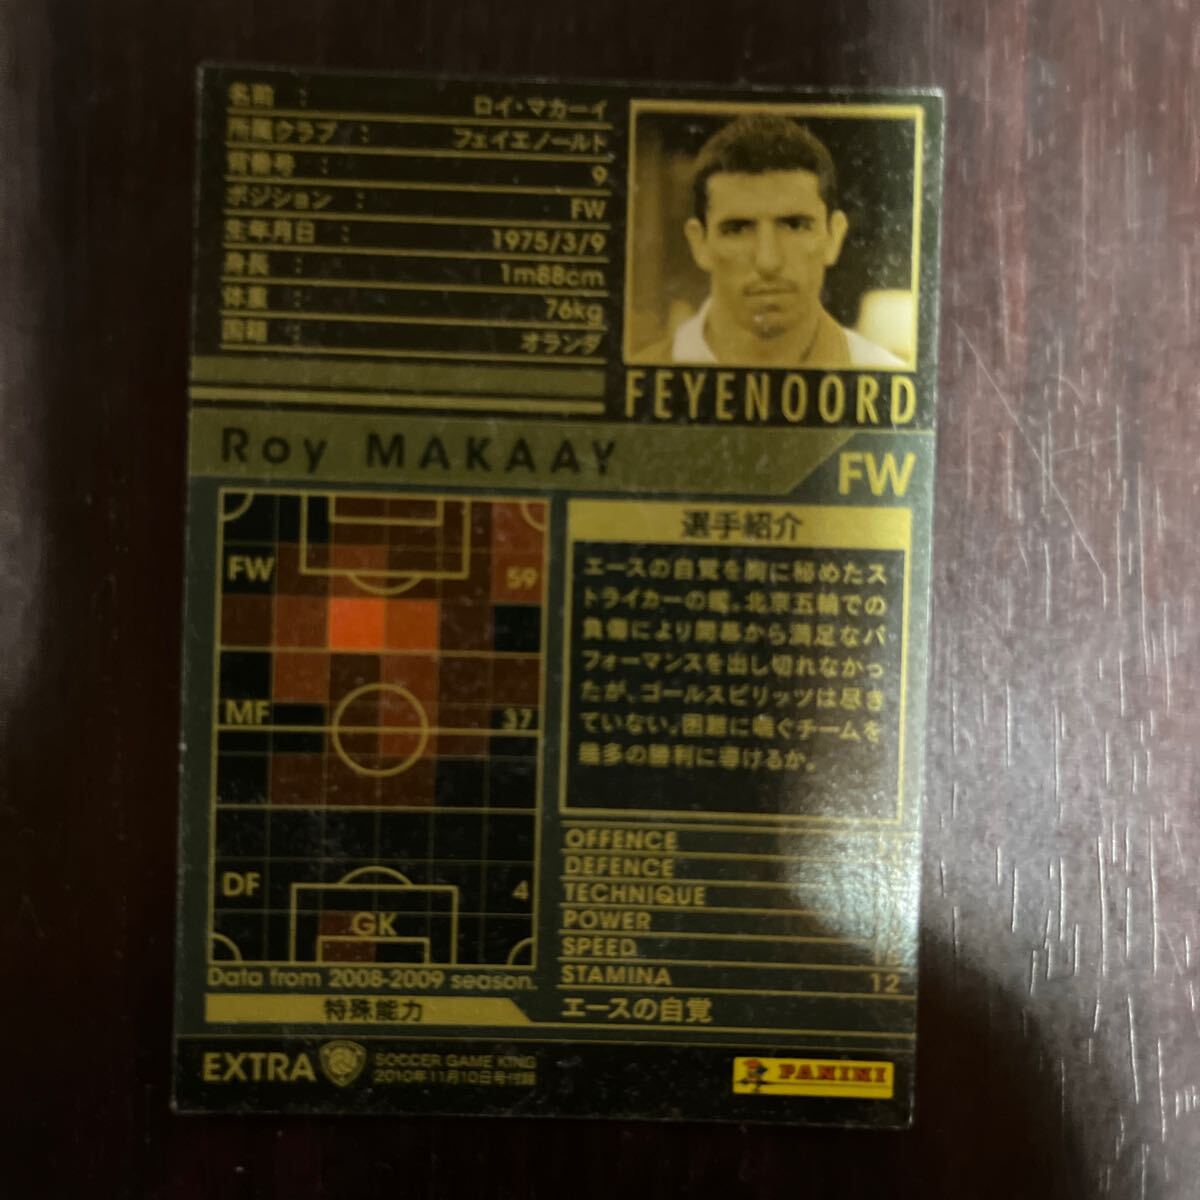 名前 : ロイ・マカーイ
所属クラブ : フェイエノールト
背番号 : 9
ポジション : FW
生年月日 : 1975/3/9
身長 : 1m88cm
体重 : 76kg
国籍 : オランダ
FEYENOORD
Roy MAKAAY
FW
FW 59
MF 37
DF 4
GK
Data from 2008-2009 season.
選手紹介
エースの自覚を胸に秘めたス
トライカーの鑑。北京五輪での
負傷により開幕から満足なパ
フォーマンスを出し切れなかっ
たが、ゴールスピリッツは尽き
ていない。困難に喘ぐチームを
幾多の勝利に導けるか。
OFFENCE
DEFENCE
TECHNIQUE
POWER
SPEED
STAMINA 12
特殊能力 エースの自覚
EXTRA
SOCCER GAME KING
2010年11月10日号付録
PANINI